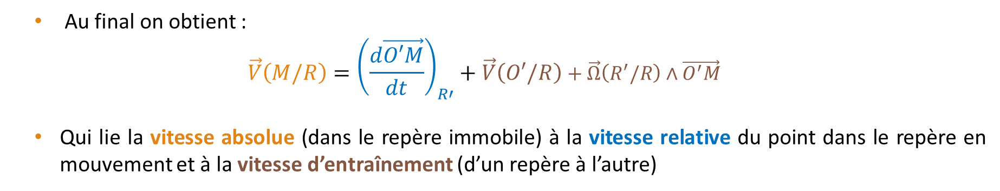 • Au final on obtient :
$\vec{V}(M/R) = \left(\frac{d\overrightarrow{O'M}}{dt}\right)_{R'} + \vec{V}(O'/R) + \vec{\Omega}(R'/R) \wedge \overrightarrow{O'M}$
• Qui lie la vitesse absolue (dans le repère immobile) à la vitesse relative du point dans le repère en
mouvement et à la vitesse d’entraînement (d’un repère à l’autre)